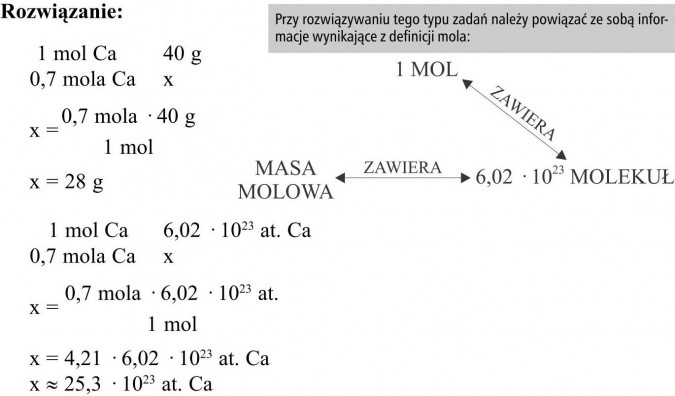 Rozwiązanie:
Przy rozwiązywaniu tego typu zadań należy powiązać ze sobą infor-
macje wynikające z definicji mola:
1 mol Ca 40 g
0,7 mola Ca x
x = 0,7 mola · 40 g
1 mol
x = 28 g
1 MOL
ZAWIERA
MASA
MOLOWA
ZAWIERA
6,02 · 10²³ MOLEKUŁ
1 mol Ca 6,02 · 10²³ at. Ca
0,7 mola Ca x
x = 0,7 mola · 6,02 · 10²³ at.
1 mol
x = 4,21 · 6,02 · 10²³ at. Ca
x ≈ 25,3 · 10²³ at. Ca